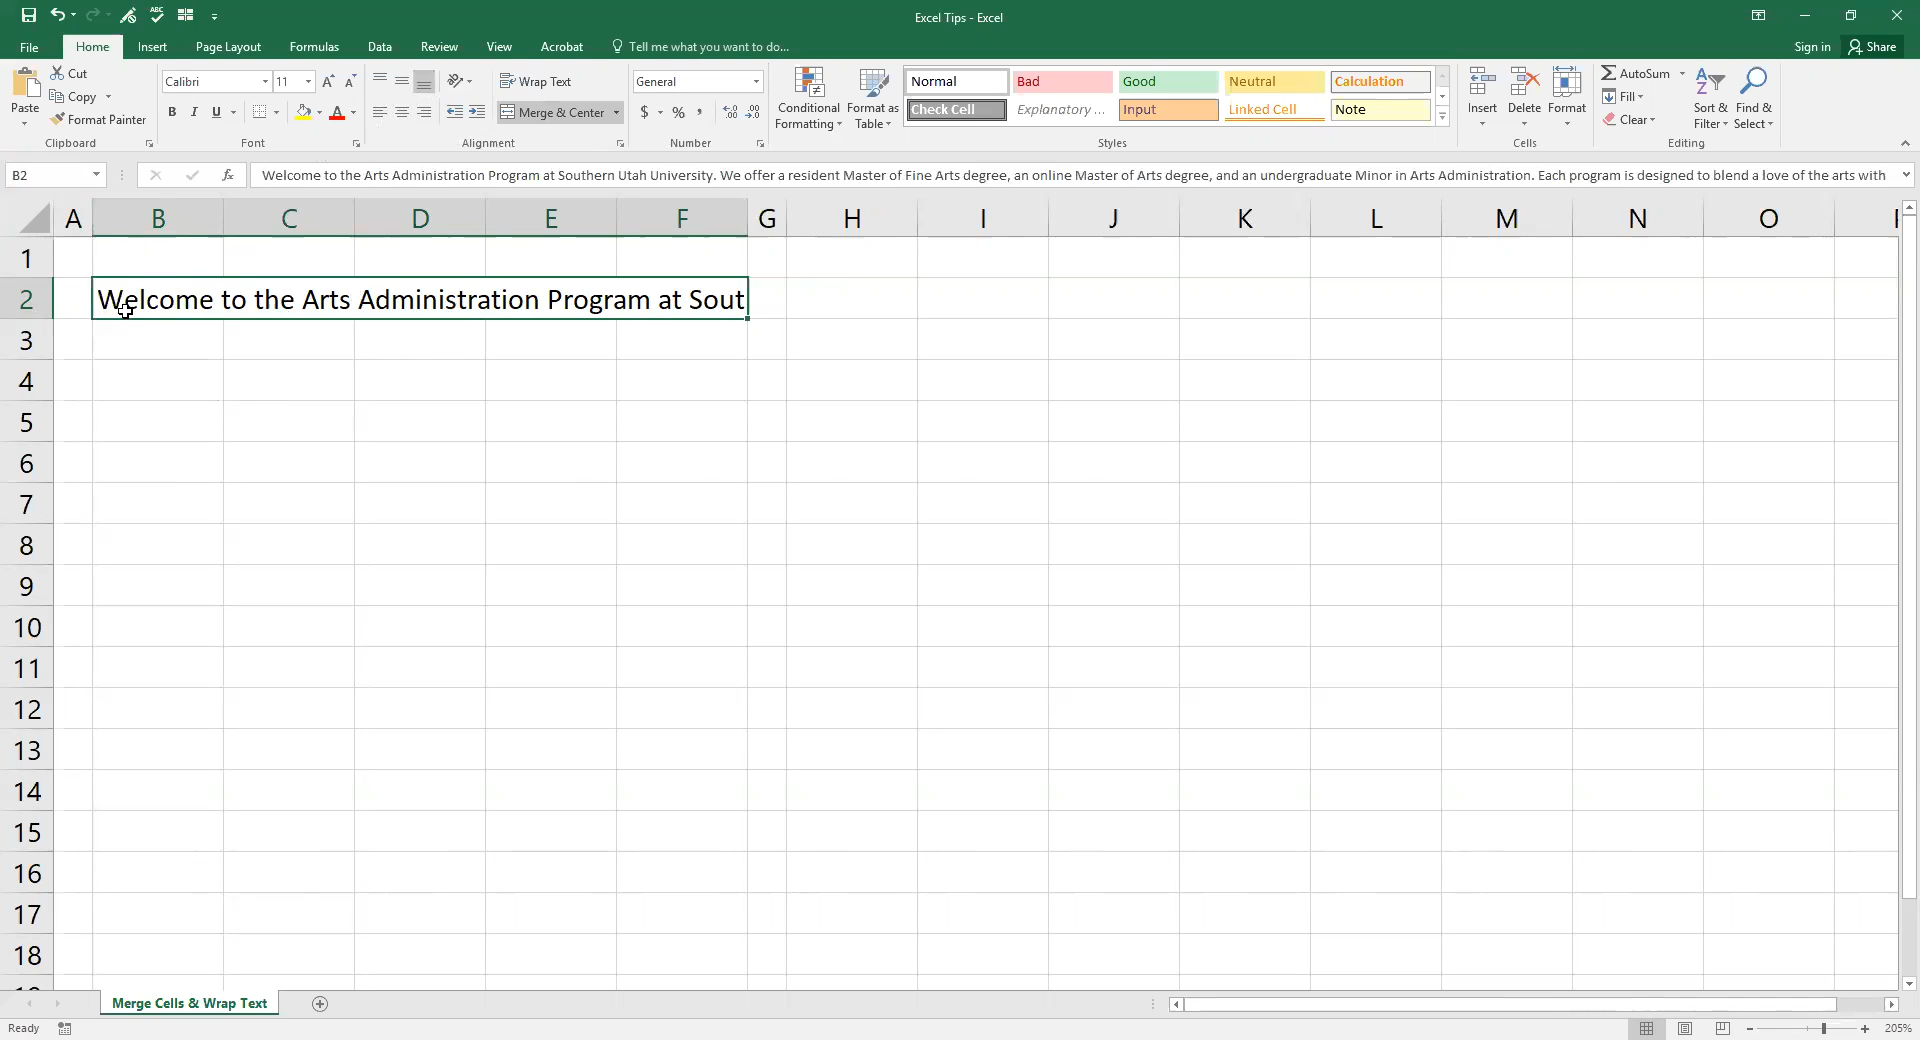 Excel Tips - Excel
File Home Insert Page Layout Formulas Data Review View Acrobat Tell me what you want to do... Sign in Share
Paste Cut Copy Format Painter Clipboard
Calibri 11 B I U A Font
Wrap Text Merge & Center Alignment
General $ % , Number
Conditional Formatting Format as Table
Normal Bad Good Neutral Calculation
Check Cell Explanatory ... Input Linked Cell Note
Styles
Insert Delete Format Cells
AutoSum Fill Clear Sort & Filter Find & Select Editing
B2 fx Welcome to the Arts Administration Program at Southern Utah University. We offer a resident Master of Fine Arts degree, an online Master of Arts degree, and an undergraduate Minor in Arts Administration. Each program is designed to blend a love of the arts with
A B C D E F G H I J K L M N O
1
2 Welcome to the Arts Administration Program at Sout
3
4
5
6
7
8
9
10
11
12
13
14
15
16
17
18
Merge Cells & Wrap Text
Ready 205%